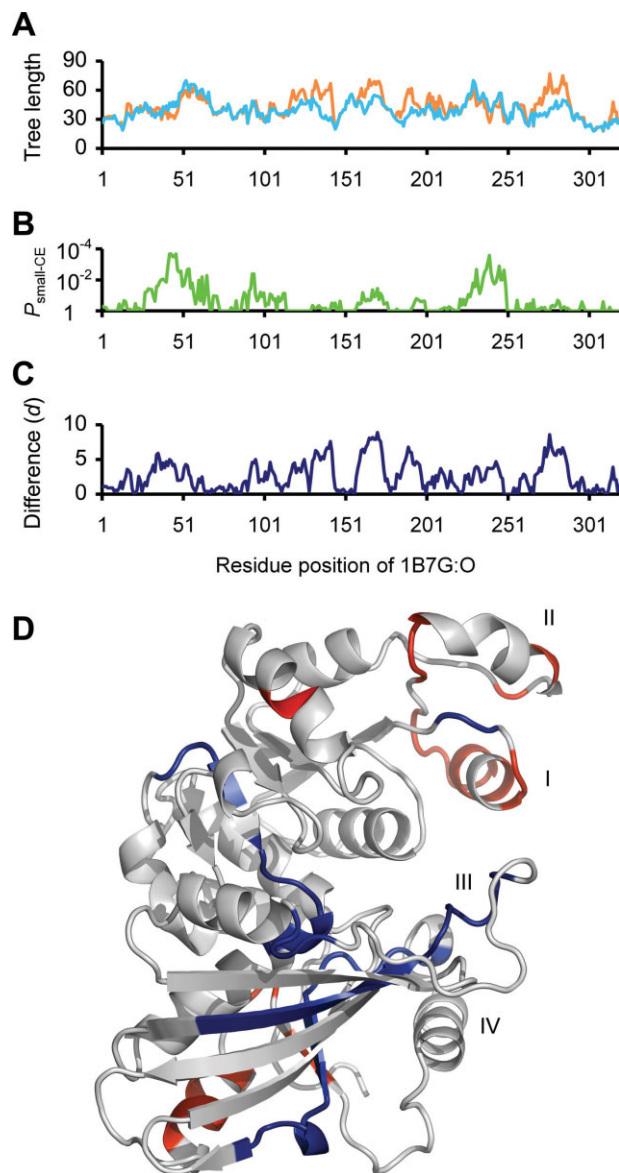 A
Tree length
90
60
30
0
1 51 101 151 201 251 301
B
P small-CE
10-4
10-2
1
1 51 101 151 201 251 301
C
Difference (d)
10
5
0
1 51 101 151 201 251 301
Residue position of 1B7G:O
D
II
I
III
IV